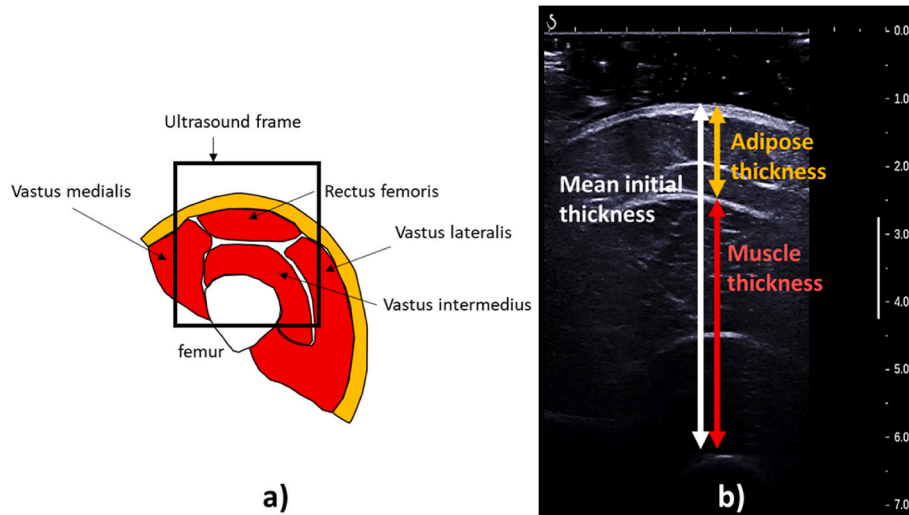 Ultrasound frame
Vastus medialis
Rectus femoris
Vastus lateralis
Vastus intermedius
femur
a)
0.0
1.0
Adipose
thickness
2.0
Mean initial
thickness
3.0
Muscle
thickness
4.0
5.0
6.0
b)
7.0